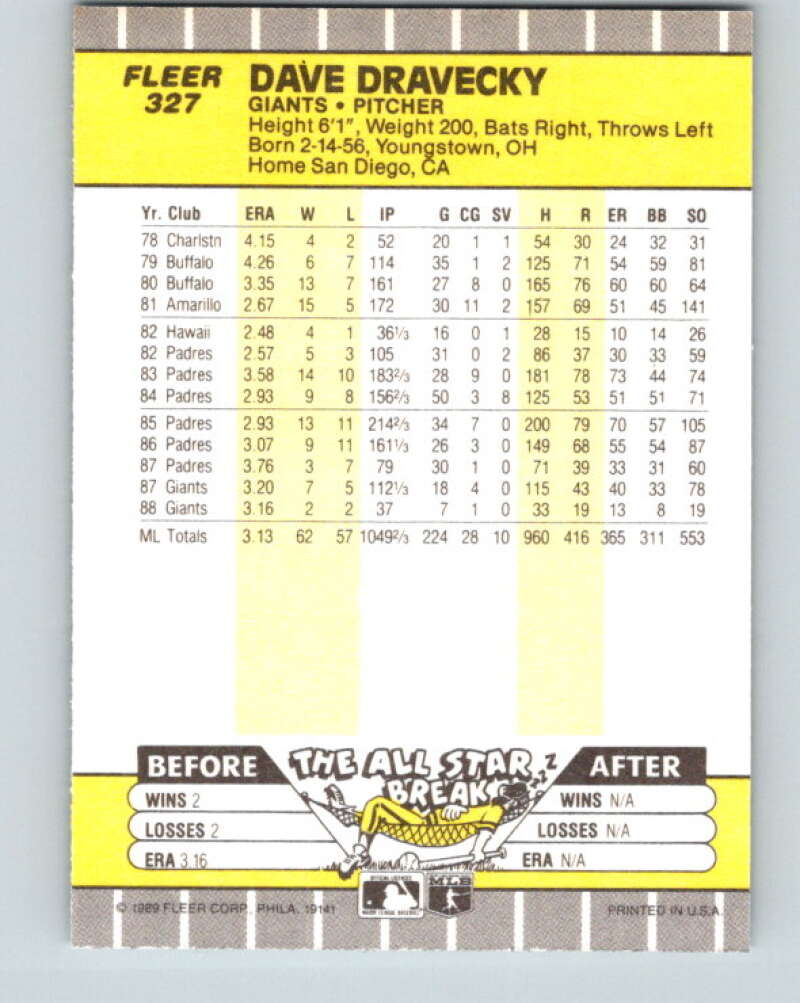 FLEER
327
DAVE DRAVECKY
GIANTS • PITCHER
Height 6'1", Weight 200, Bats Right, Throws Left
Born 2-14-56, Youngstown, OH
Home San Diego, CA
Yr. Club ERA W L IP G CG SV H R ER BB SO
78 Charlstn 4.15 4 2 52 20 1 1 54 30 24 32 31
79 Buffalo 4.26 6 7 114 35 1 2 125 71 54 59 81
80 Buffalo 3.35 13 7 161 27 8 0 165 76 60 60 64
81 Amarillo 2.67 15 5 172 30 11 2 157 69 51 45 141
82 Hawaii 2.48 4 1 36⅓ 16 0 1 28 15 10 14 26
82 Padres 2.57 5 3 105 31 0 2 86 37 30 33 59
83 Padres 3.58 14 10 183⅔ 28 9 0 181 78 73 44 74
84 Padres 2.93 9 8 156⅔ 50 3 8 125 53 51 51 71
85 Padres 2.93 13 11 214⅔ 34 7 0 200 79 70 57 105
86 Padres 3.07 9 11 161⅓ 26 3 0 149 68 55 54 87
87 Padres 3.76 3 7 79 30 1 0 71 39 33 31 60
87 Giants 3.20 7 5 112⅓ 18 4 0 115 43 40 33 78
88 Giants 3.16 2 2 37 7 1 0 33 19 13 8 19
ML Totals 3.13 62 57 1049⅔ 224 28 10 960 416 365 311 553
BEFORE THE ALL STAR BREAK ZZZ AFTER
WINS 2 WINS N/A
LOSSES 2 LOSSES N/A
ERA 3.16 ERA N/A
OFFICIAL LICENSEE
MAJOR LEAGUE BASEBALL
MLB
© 1989 FLEER CORP., PHILA. 19141 PRINTED IN U.S.A.